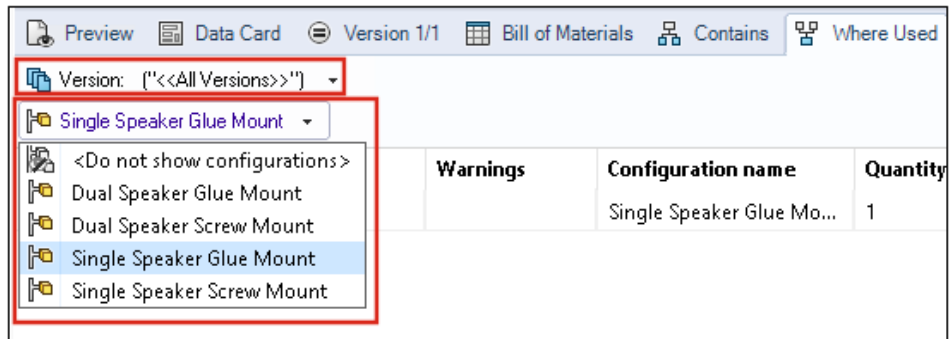 Preview Data Card Version 1/1 Bill of Materials Contains Where Used
Version: ("<<All Versions>>")
Single Speaker Glue Mount
<Do not show configurations>
Warnings Configuration name Quantity
Dual Speaker Glue Mount
Single Speaker Glue Mo... 1
Dual Speaker Screw Mount
Single Speaker Glue Mount
Single Speaker Screw Mount